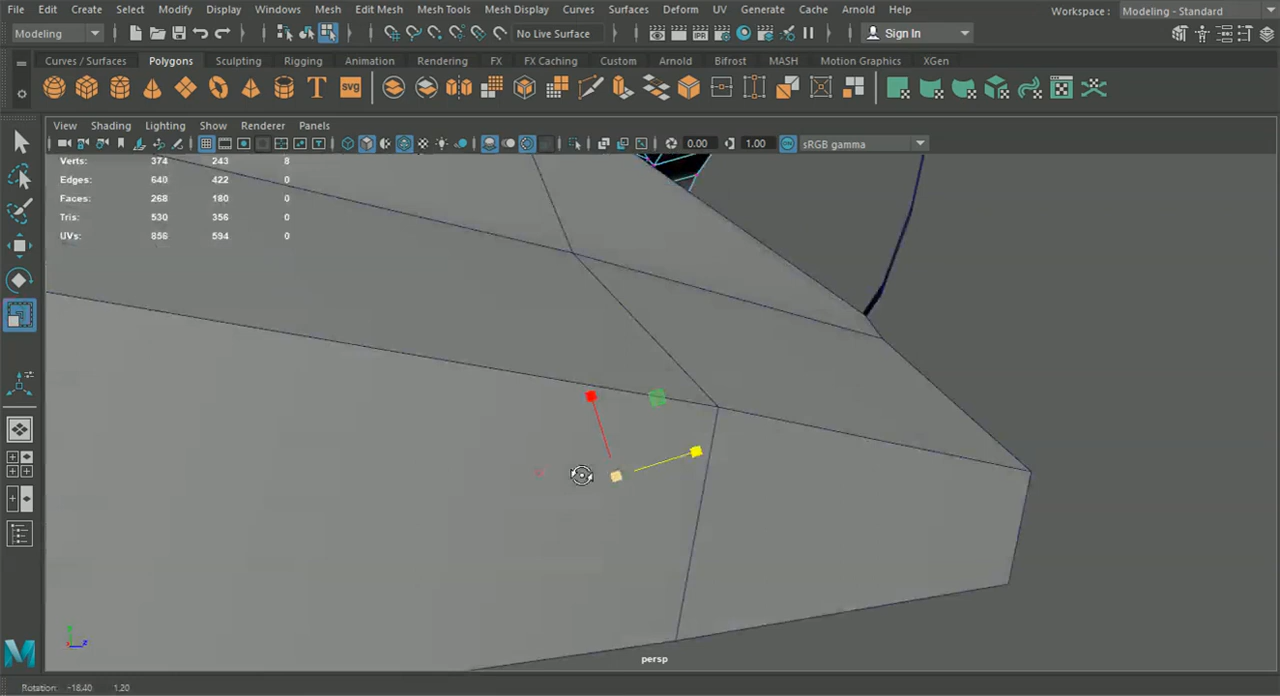 File Edit Create Select Modify Display Windows Mesh Edit Mesh Mesh Tools Mesh Display Curves Surfaces Deform UV Generate Cache Arnold Help Workspace: Modeling - Standard
Modeling No Live Surface Sign In
Curves / Surfaces Polygons Sculpting Rigging Animation Rendering FX FX Caching Custom Arnold Bifrost MASH Motion Graphics XGen
T svg
View Shading Lighting Show Renderer Panels
0.00 1.00 sRGB gamma
Verts: 374 243 8
Edges: 640 422 0
Faces: 268 180 0
Tris: 530 356 0
UVs: 856 594 0
persp
Rotation: -18.40 1.20